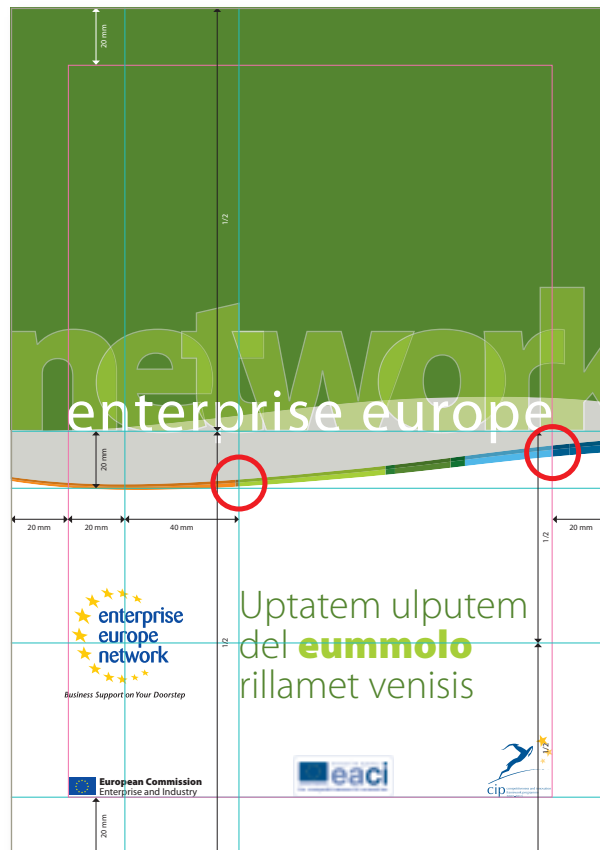 20 mm
1/2
network
enterprise europe
20 mm
20 mm
20 mm
40 mm
20 mm
1/2
enterprise
europe
network
Business Support on Your Doorstep
1/2
Uptatem ulputem
del eummolo
rillamet venisis
1/2
European Commission
Enterprise and Industry
eaci
cip
20 mm